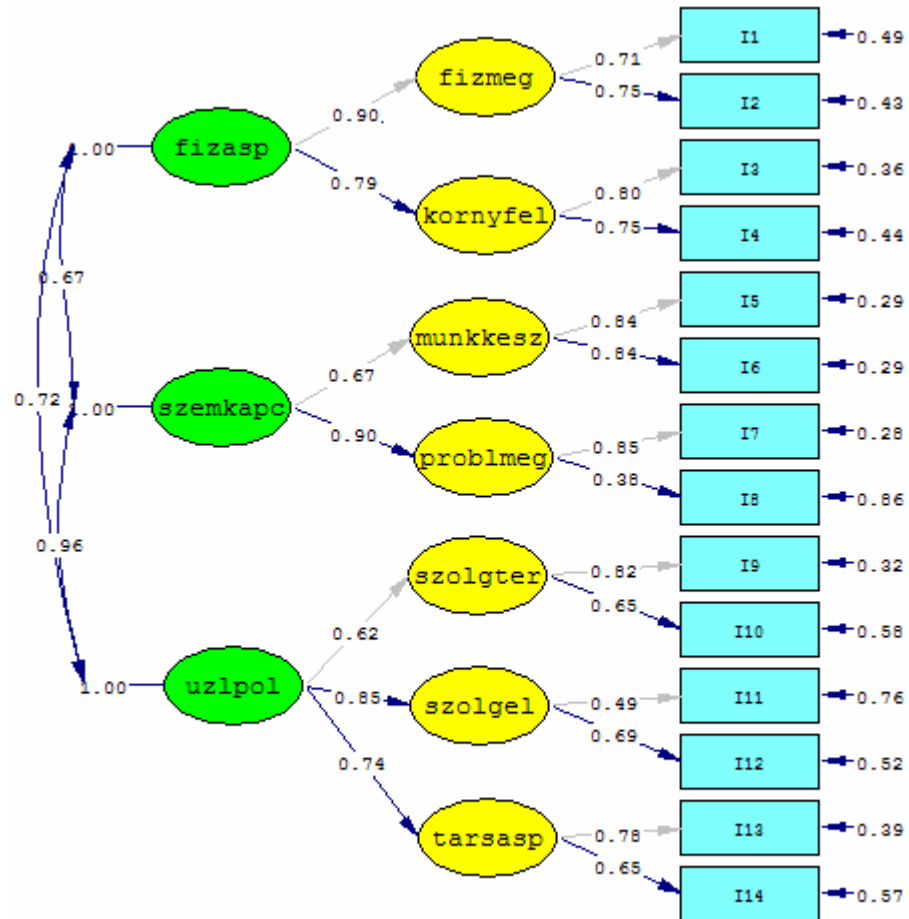 I1
0.49
0.71
fizmeg
0.75
I2
0.43
0.90
1.00
fizasp
I3
0.36
0.80
0.79
kornyfel
0.75
I4
0.44
0.67
I5
0.29
0.84
munkkesz
0.84
I6
0.29
0.67
0.72
1.00
szemkapc
I7
0.28
0.85
0.90
problmeg
0.38
I8
0.86
0.96
I9
0.32
0.82
szolgter
0.65
I10
0.58
0.62
1.00
uzlpol
I11
0.76
0.49
0.85
szolgel
0.69
I12
0.52
0.74
I13
0.39
0.78
tarsasp
0.65
I14
0.57